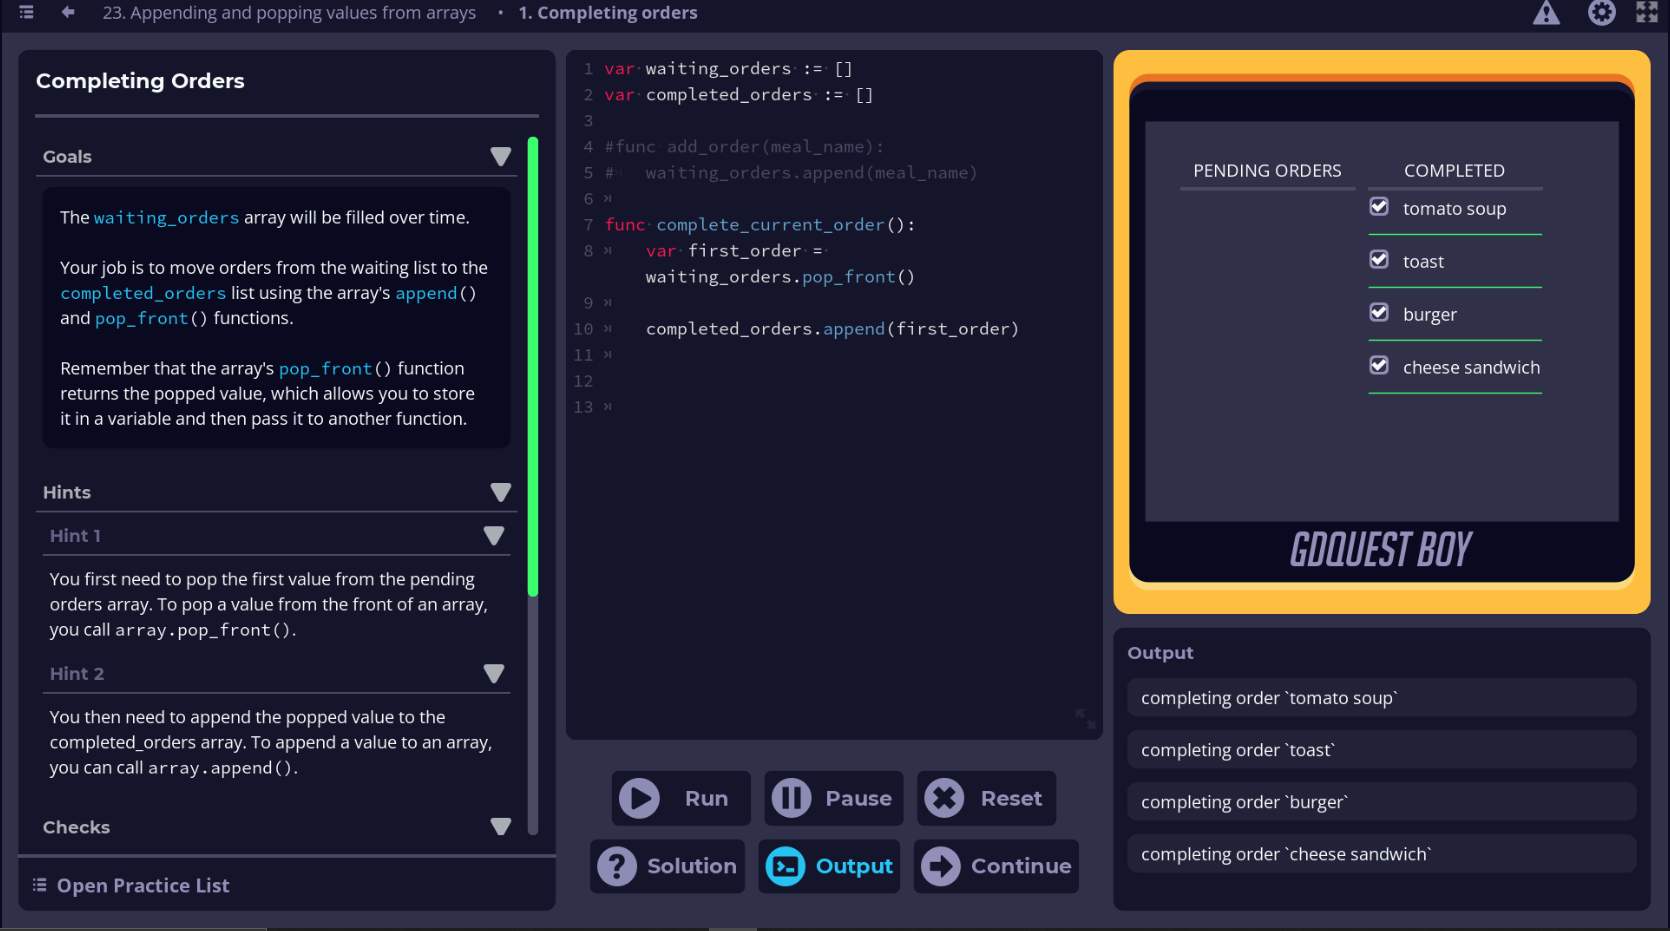 23. Appending and popping values from arrays • 1. Completing orders
Completing Orders
Goals
The waiting_orders array will be filled over time.
Your job is to move orders from the waiting list to the
completed_orders list using the array's append()
and pop_front() functions.
Remember that the array's pop_front() function
returns the popped value, which allows you to store
it in a variable and then pass it to another function.
Hints
Hint 1
You first need to pop the first value from the pending
orders array. To pop a value from the front of an array,
you call array.pop_front().
Hint 2
You then need to append the popped value to the
completed_orders array. To append a value to an array,
you can call array.append().
Checks
Open Practice List
1 var waiting_orders := []
2 var completed_orders := []
3
4 #func add_order(meal_name):
5 # waiting_orders.append(meal_name)
6
7 func complete_current_order():
8 var first_order =
waiting_orders.pop_front()
9
10 completed_orders.append(first_order)
11
12
13
Run
Pause
Reset
Solution
Output
Continue
PENDING ORDERS
COMPLETED
tomato soup
toast
burger
cheese sandwich
GDQUEST BOY
Output
completing order `tomato soup`
completing order `toast`
completing order `burger`
completing order `cheese sandwich`